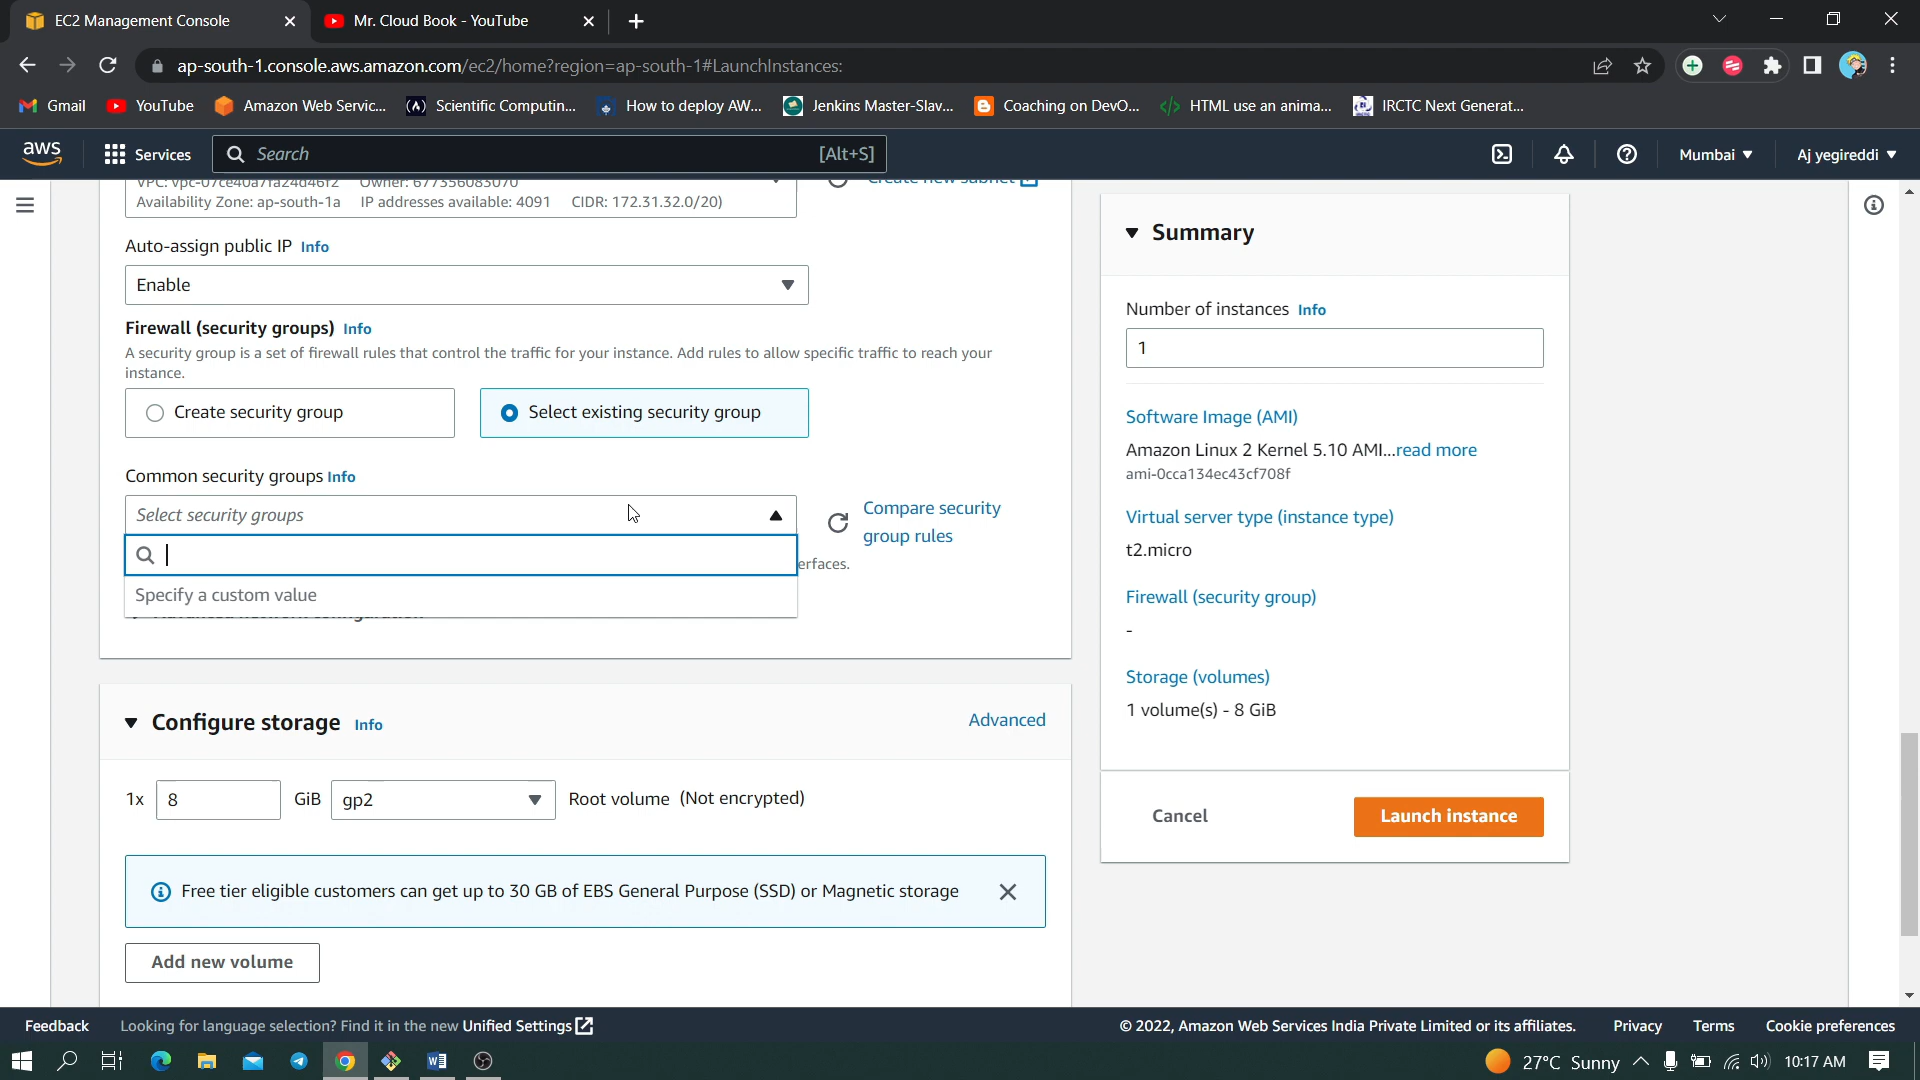 EC2 Management Console
Mr. Cloud Book - YouTube
ap-south-1.console.aws.amazon.com/ec2/home?region=ap-south-1#LaunchInstances:
Gmail YouTube Amazon Web Servic... Scientific Computin... How to deploy AW... Jenkins Master-Slav... Coaching on DevO... HTML use an anima... IRCTC Next Generat...
aws Services Search [Alt+S] Mumbai Aj yegireddi
Availability Zone: ap-south-1a IP addresses available: 4091 CIDR: 172.31.32.0/20)
Auto-assign public IP Info
Enable
Firewall (security groups) Info
A security group is a set of firewall rules that control the traffic for your instance. Add rules to allow specific traffic to reach your
instance.
Create security group
Select existing security group
Common security groups Info
Select security groups
Compare security
group rules
erfaces.
Specify a custom value
Configure storage Info
Advanced
1x 8 GiB gp2 Root volume (Not encrypted)
Free tier eligible customers can get up to 30 GB of EBS General Purpose (SSD) or Magnetic storage
Add new volume
Summary
Number of instances Info
1
Software Image (AMI)
Amazon Linux 2 Kernel 5.10 AMI...read more
ami-0cca134ec43cf708f
Virtual server type (instance type)
t2.micro
Firewall (security group)
-
Storage (volumes)
1 volume(s) - 8 GiB
Cancel
Launch instance
Feedback Looking for language selection? Find it in the new Unified Settings © 2022, Amazon Web Services India Private Limited or its affiliates. Privacy Terms Cookie preferences
27°C Sunny 10:17 AM